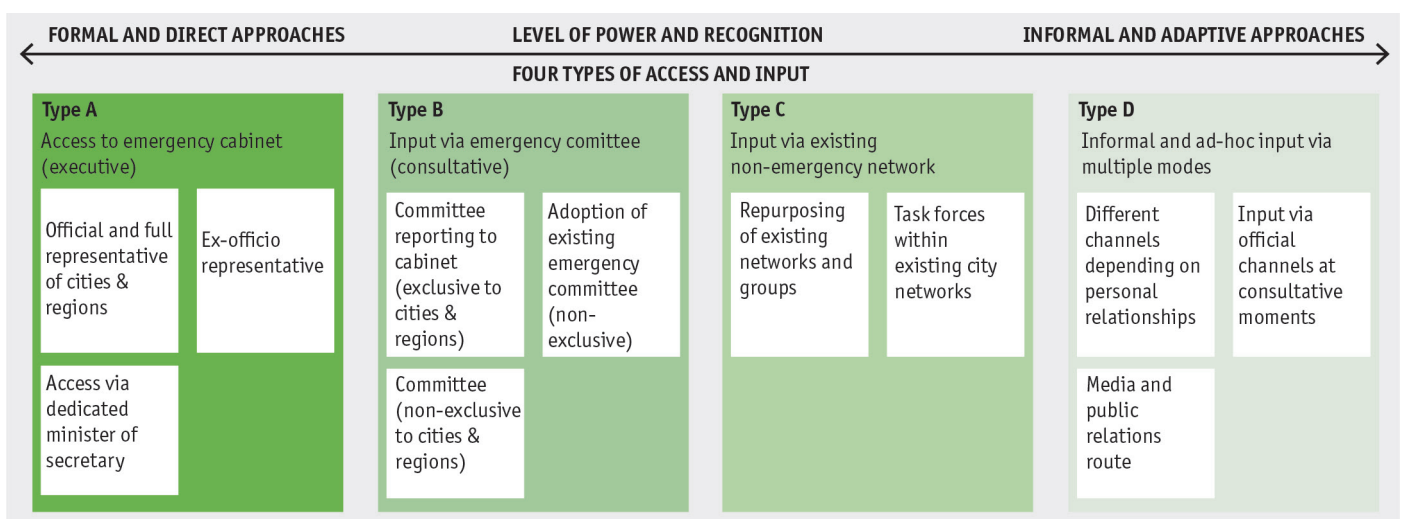 FORMAL AND DIRECT APPROACHES
LEVEL OF POWER AND RECOGNITION
INFORMAL AND ADAPTIVE APPROACHES
FOUR TYPES OF ACCESS AND INPUT
Type A
Access to emergency cabinet
(executive)
Official and full
representative
of cities &
regions
Ex-officio
representative
Access via
dedicated
minister of
secretary
Type B
Input via emergency comittee
(consultative)
Committee
reporting to
cabinet
(exclusive to
cities &
regions)
Adoption of
existing
emergency
committee
(non-
exclusive)
Committee
(non-exclusive
to cities &
regions)
Type C
Input via existing
non-emergency network
Repurposing
of existing
networks and
groups
Task forces
within
existing city
networks
Type D
Informal and ad-hoc input via
multiple modes
Different
channels
depending on
personal
relationships
Input via
official
channels at
consultative
moments
Media and
public
relations
route